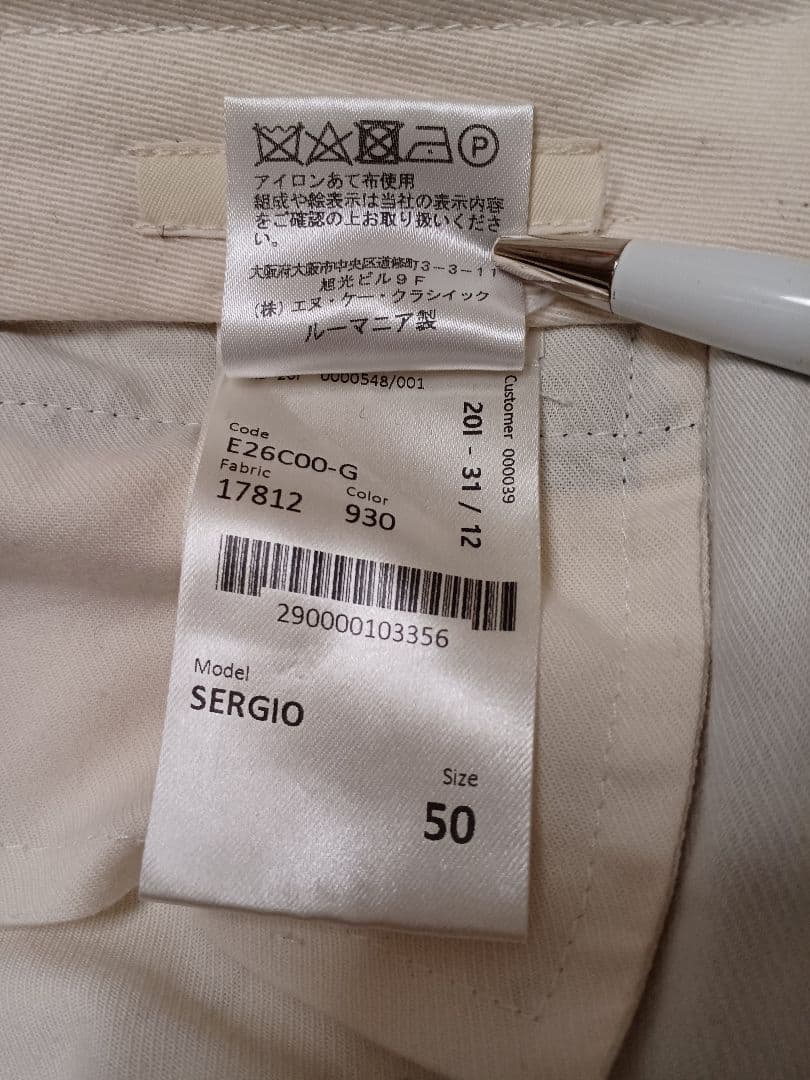 P
アイロンあて布使用
組成や絵表示は当社の表示内容
をご確認の上お取り扱いくださ
い。
大阪府大阪市中央区道修町3-3-11
旭光ビル9F
(株)エヌ・ケー・クラシイック
ルーマニア製
20I 0000548/001
Customer 000039
20I - 31 / 12
Code
E26C00-G
Fabric
17812
Color
930
290000103356
Model
SERGIO
Size
50